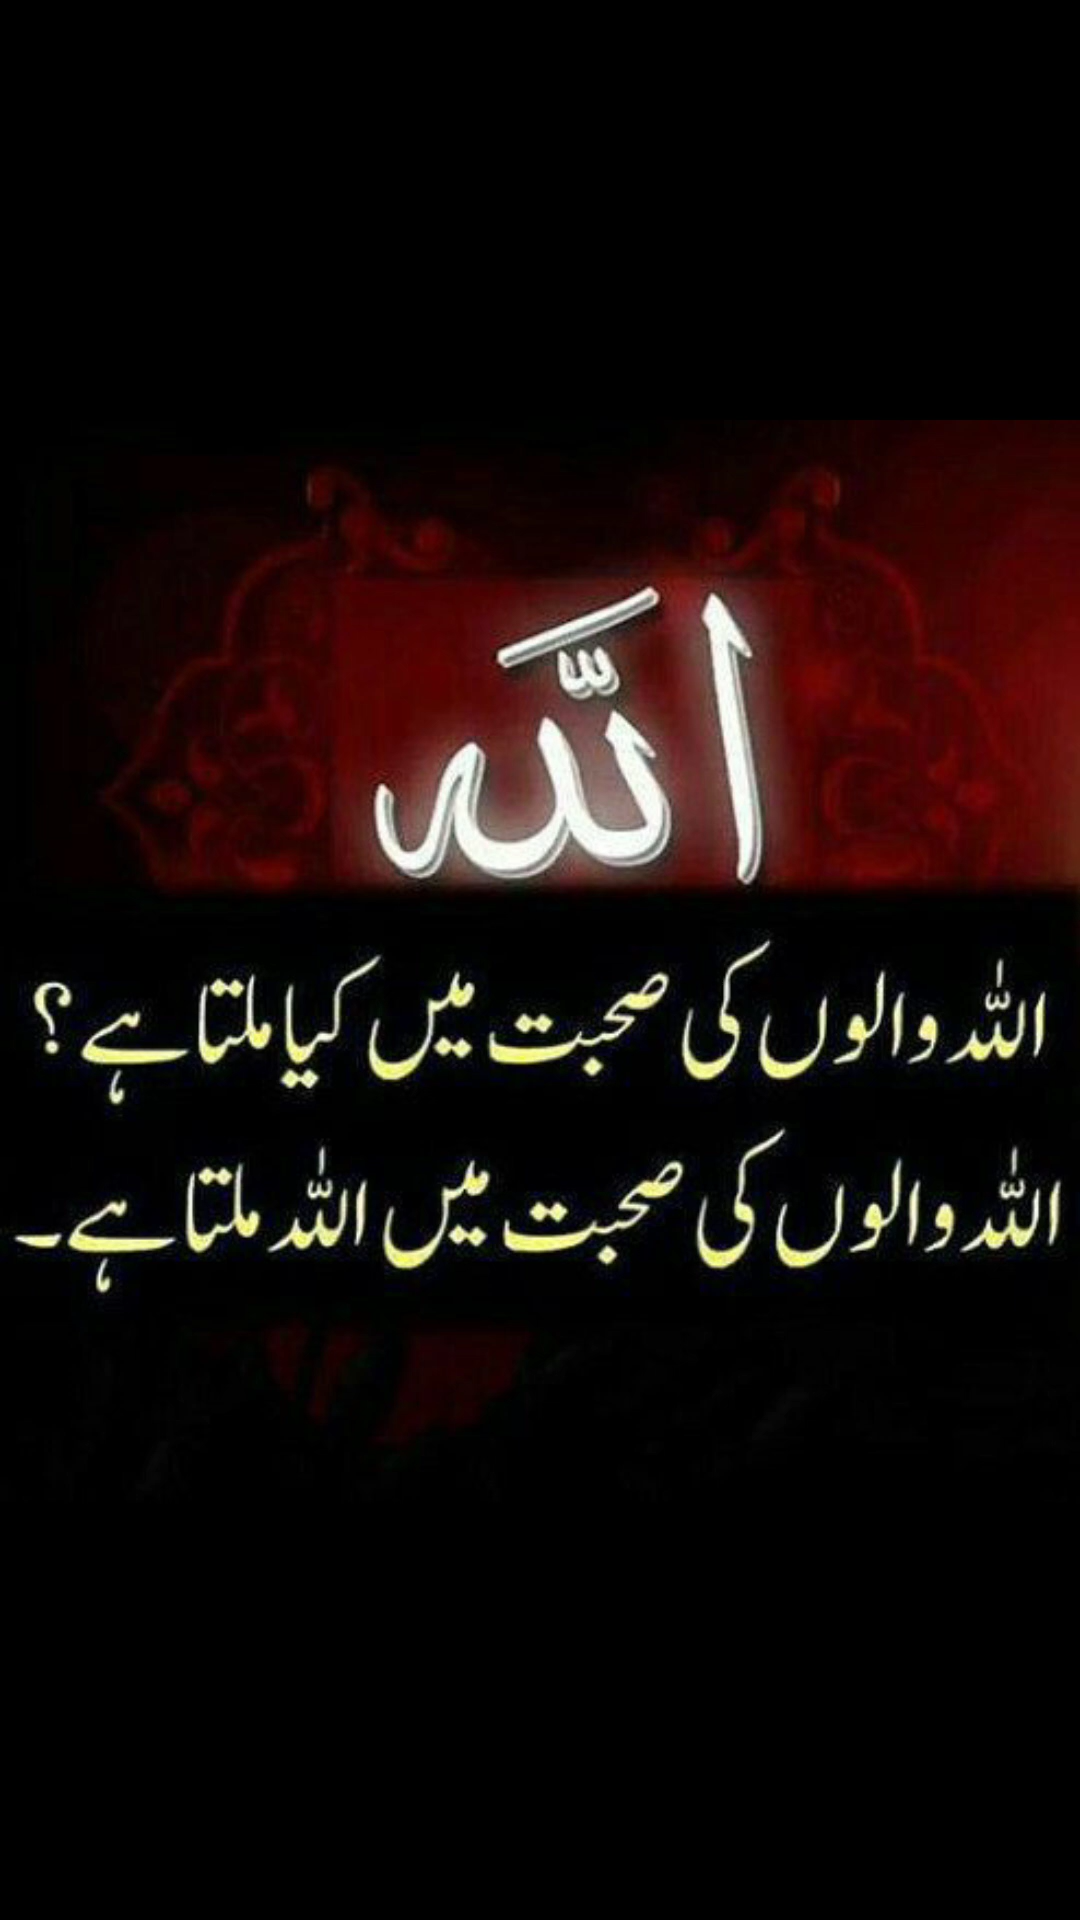 الله
اللہ والوں کی صحبت میں کیا ملتا ہے؟
اللہ والوں کی صحبت میں اللہ ملتا ہے۔